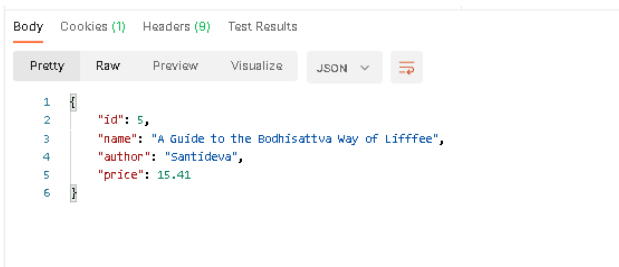 Body Cookies (1) Headers (9) Test Results
Pretty Raw Preview Visualize JSON
1 {
2 "id": 5,
3 "name": "A Guide to the Bodhisattva Way of Lifffee",
4 "author": "Santideva",
5 "price": 15.41
6 }